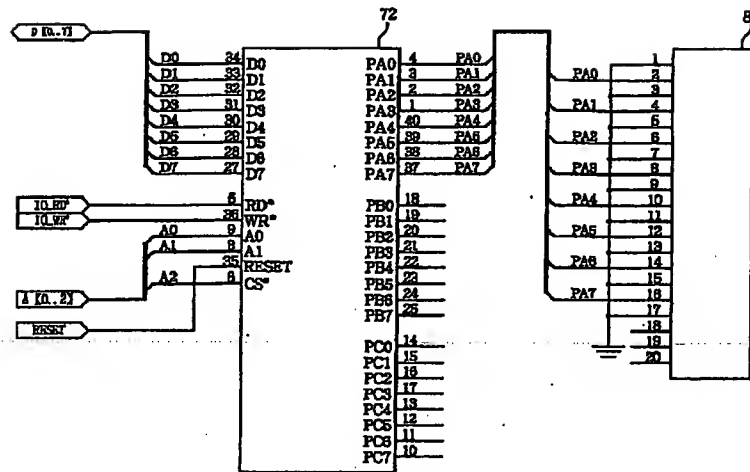 72
8
D [0..7]
D0 34 D0
D1 33 D1
D2 32 D2
D3 31 D3
D4 30 D4
D5 29 D5
D6 28 D6
D7 27 D7
IO_RD* 5 RD*
IO_WR* 36 WR*
A0 9 A0
A1 8 A1
35 RESET
A2 6 CS*
A [0..2]
RESET
PA0 4 PA0
PA1 3 PA1
PA2 2 PA2
PA3 1 PA3
PA4 40 PA4
PA5 39 PA5
PA6 38 PA6
PA7 37 PA7
PB0 18
PB1 19
PB2 20
PB3 21
PB4 22
PB5 23
PB6 24
PB7 25
PC0 14
PC1 15
PC2 16
PC3 17
PC4 13
PC5 12
PC6 11
PC7 10
1
PA0 2
3
PA1 4
5
PA2 6
7
PA3 8
9
PA4 10
11
PA5 12
13
PA6 14
15
PA7 16
17
18
19
20